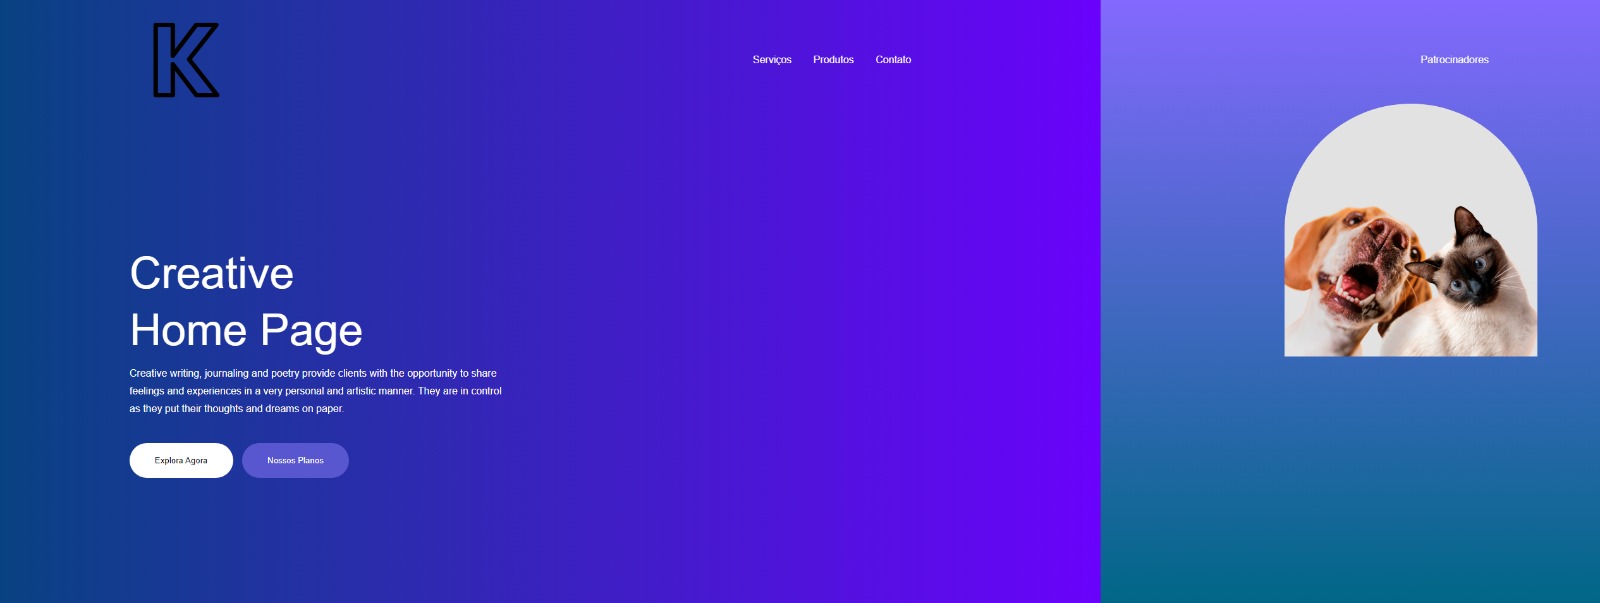 K
Serviços Produtos Contato Patrocinadores
Creative
Home Page
Creative writing, journaling and poetry provide clients with the opportunity to share
feelings and experiences in a very personal and artistic manner. They are in control
as they put their thoughts and dreams on paper.
Explora Agora Nossos Planos